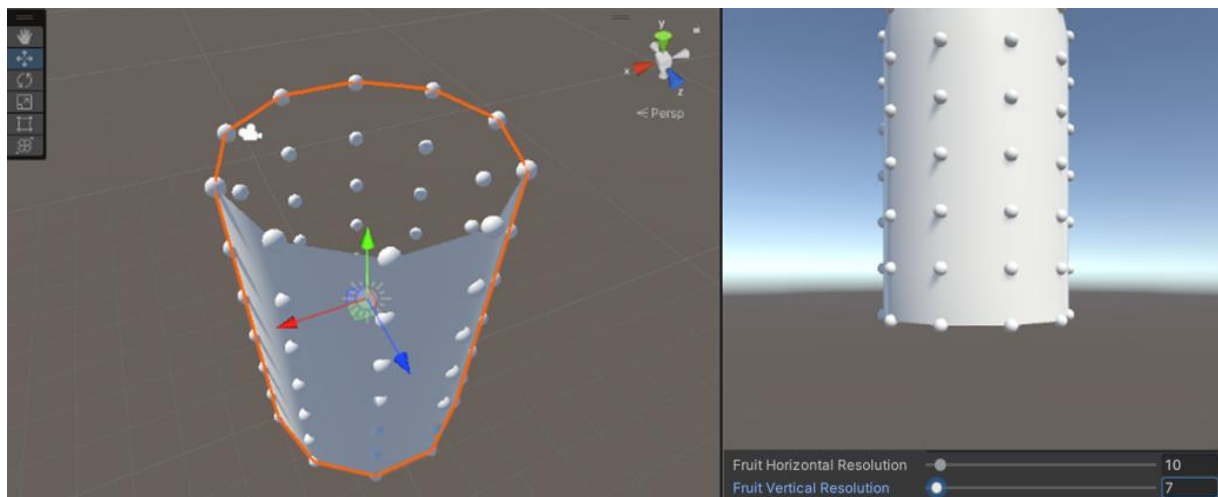 y
x
z
Persp
Fruit Horizontal Resolution 10
Fruit Vertical Resolution 7